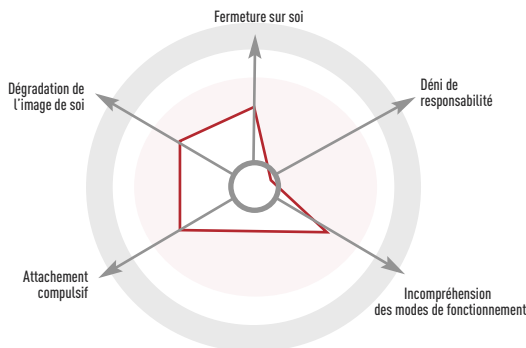 Fermeture sur soi
Dégradation de
l'image de soi
Déni de
responsabilité
Attachement
compulsif
Incompréhension
des modes de fonctionnement